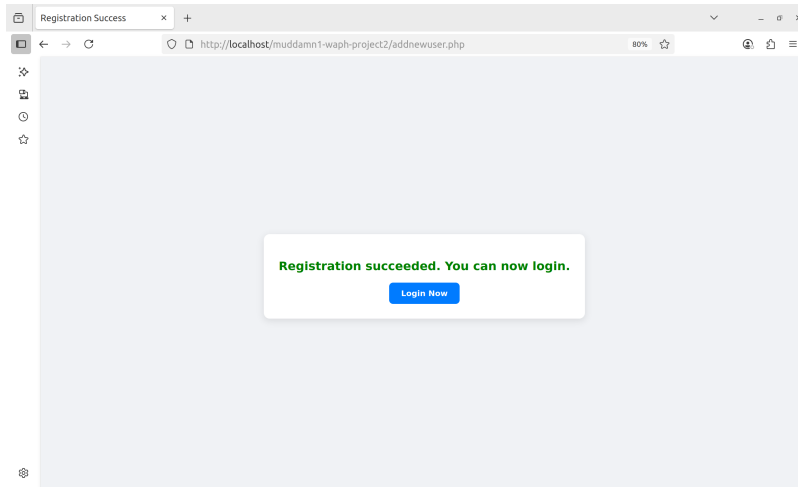 Registration Success
http://localhost/muddamn1-waph-project2/addnewuser.php
80%
Registration succeeded. You can now login.
Login Now